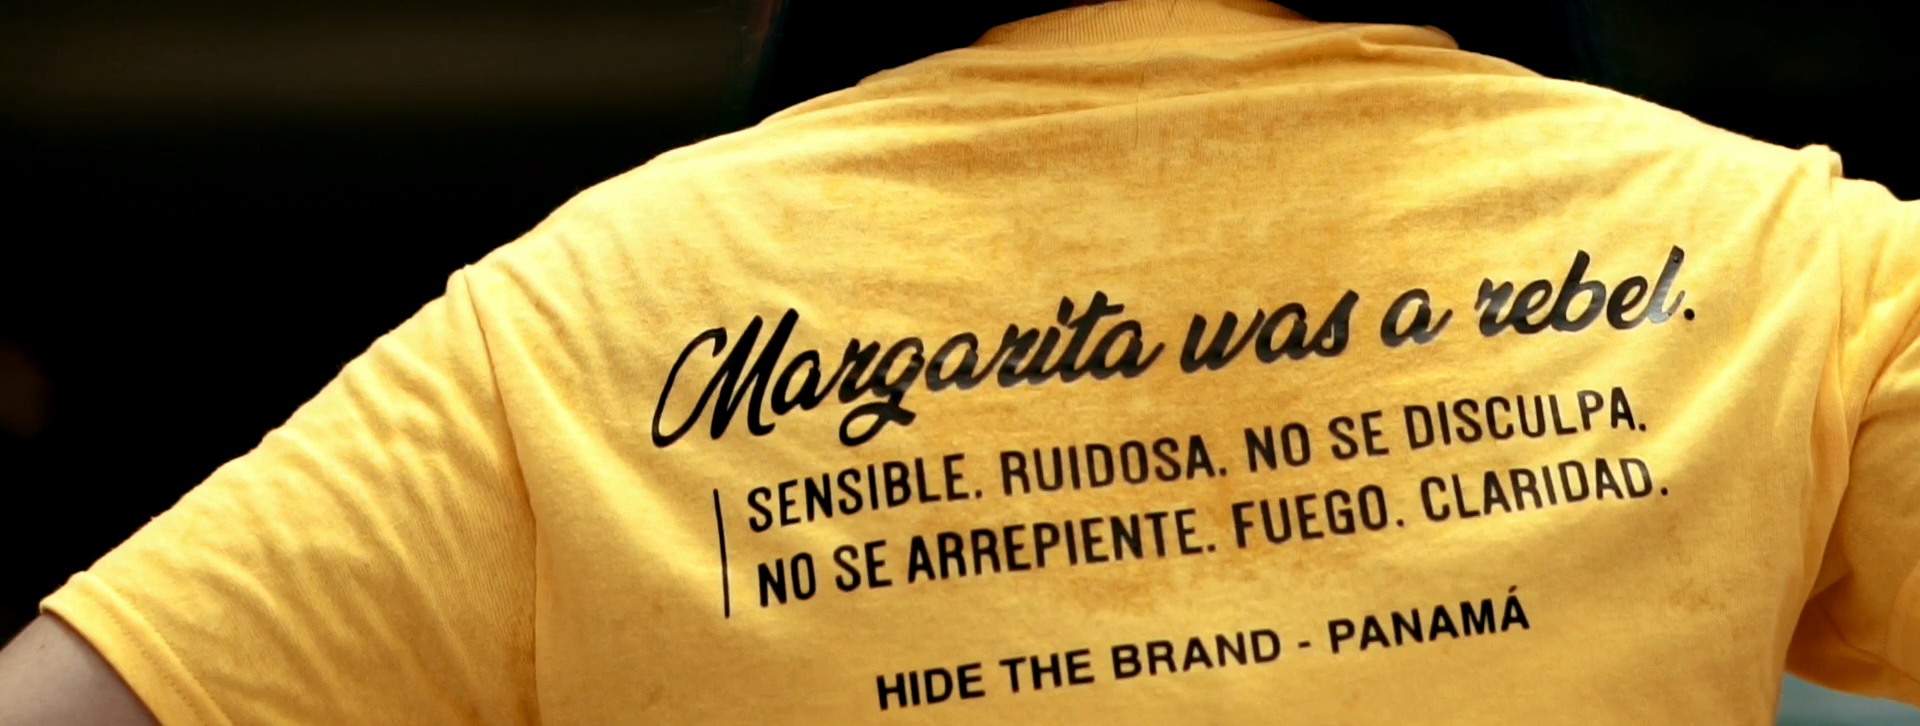 Margarita was a rebel.
SENSIBLE. RUIDOSA. NO SE DISCULPA.
NO SE ARREPIENTE. FUEGO. CLARIDAD.
HIDE THE BRAND - PANAMÁ